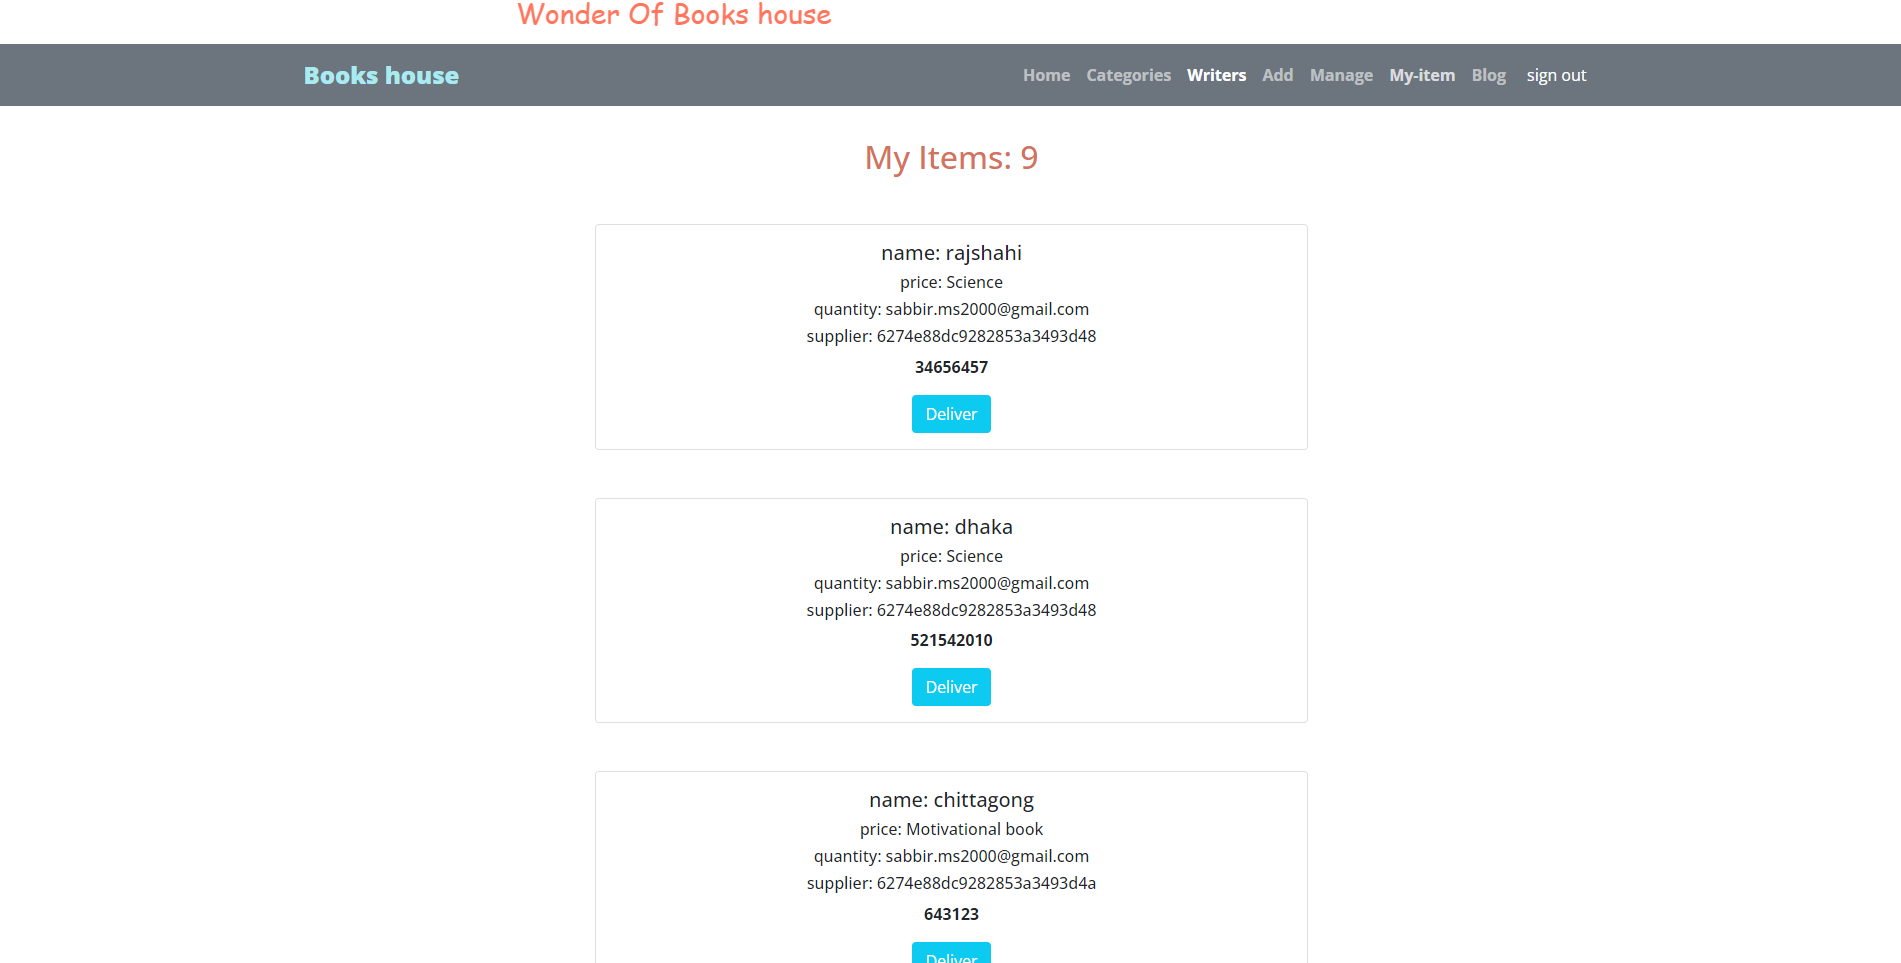 Wonder Of Books house
Books house Home Categories Writers Add Manage My-item Blog sign out
My Items: 9
name: rajshahi
price: Science
quantity: sabbir.ms2000@gmail.com
supplier: 6274e88dc9282853a3493d48
34656457
Deliver
name: dhaka
price: Science
quantity: sabbir.ms2000@gmail.com
supplier: 6274e88dc9282853a3493d48
521542010
Deliver
name: chittagong
price: Motivational book
quantity: sabbir.ms2000@gmail.com
supplier: 6274e88dc9282853a3493d4a
643123
Deliver